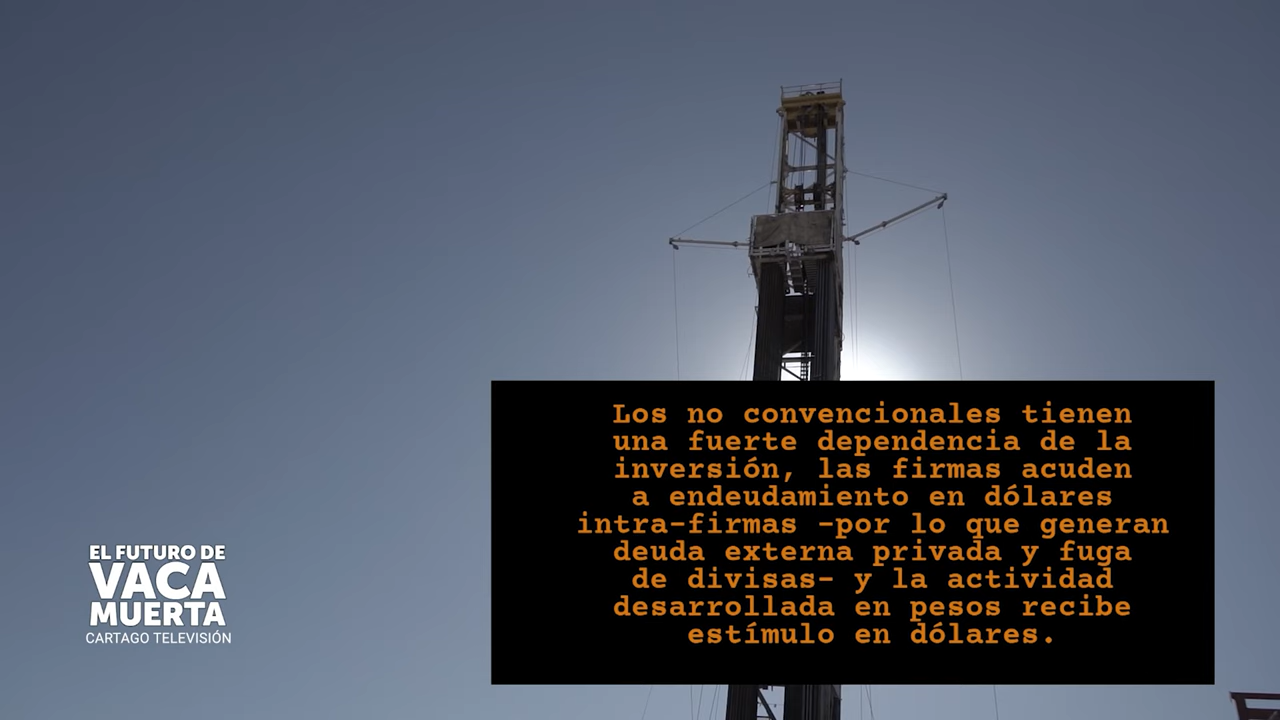 Los no convencionales tienen
una fuerte dependencia de la
inversión, las firmas acuden
a endeudamiento en dólares
intra-firmas -por lo que generan
deuda externa privada y fuga
de divisas- y la actividad
desarrollada en pesos recibe
estímulo en dólares.
EL FUTURO DE
VACA
MUERTA
CARTAGO TELEVISIÓN